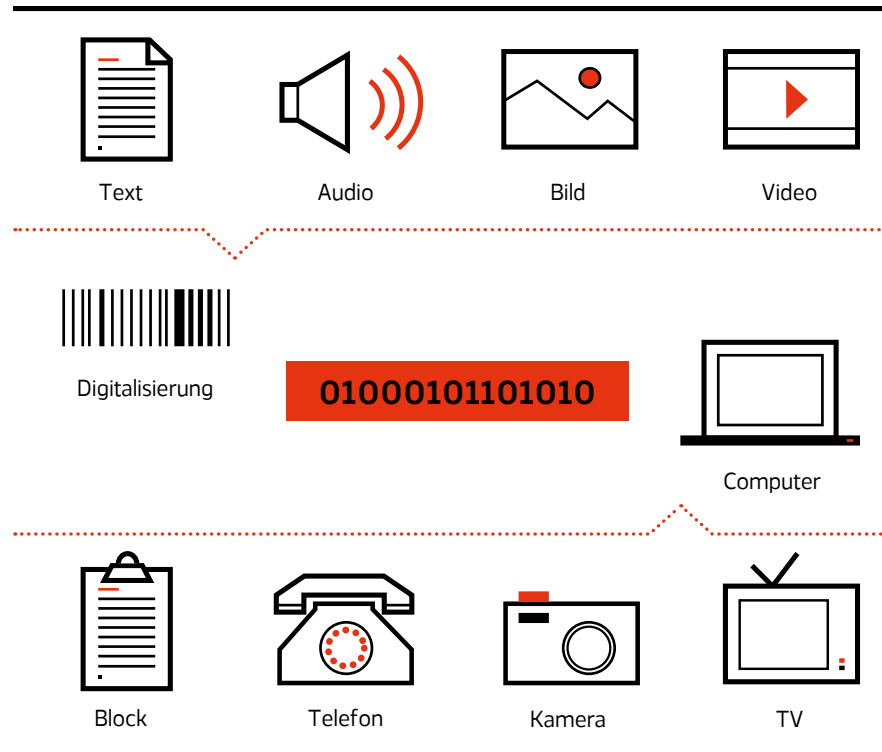 Text
Audio
Bild
Video
Digitalisierung
01000101101010
Computer
Block
Telefon
Kamera
TV